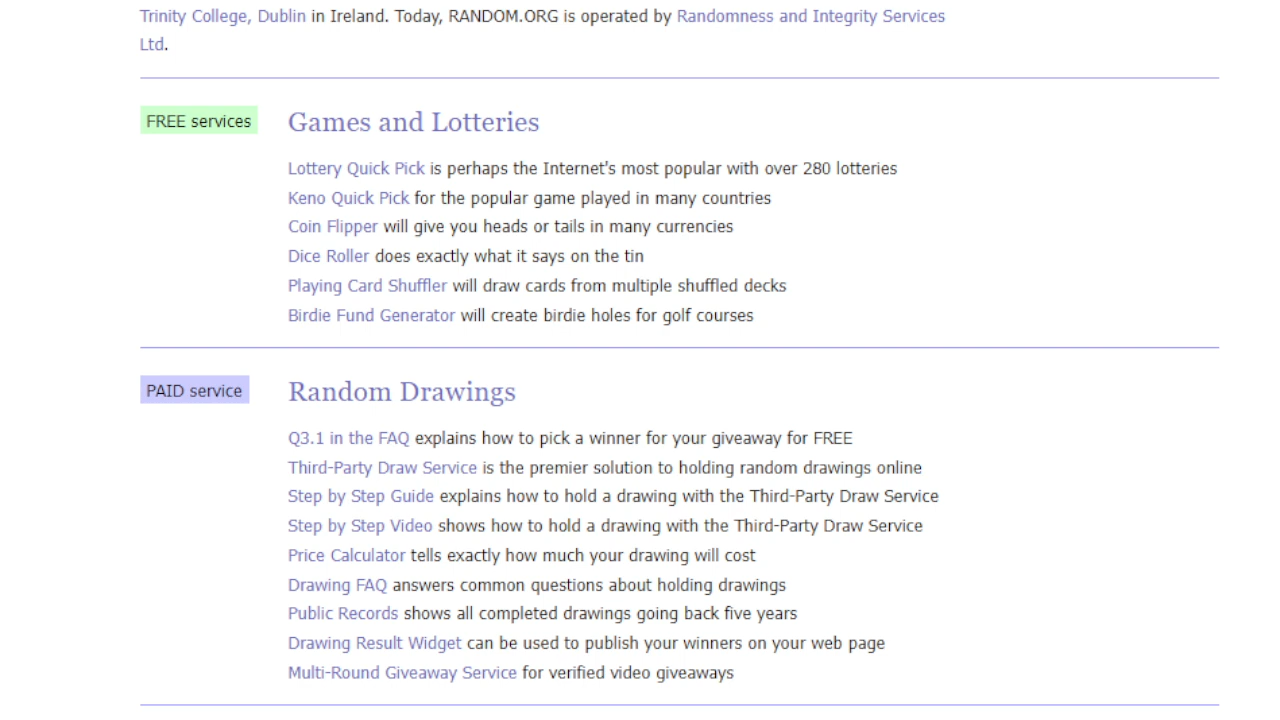 Trinity College, Dublin in Ireland. Today, RANDOM.ORG is operated by Randomness and Integrity Services
Ltd.
FREE services
Games and Lotteries
Lottery Quick Pick is perhaps the Internet's most popular with over 280 lotteries
Keno Quick Pick for the popular game played in many countries
Coin Flipper will give you heads or tails in many currencies
Dice Roller does exactly what it says on the tin
Playing Card Shuffler will draw cards from multiple shuffled decks
Birdie Fund Generator will create birdie holes for golf courses
PAID service
Random Drawings
Q3.1 in the FAQ explains how to pick a winner for your giveaway for FREE
Third-Party Draw Service is the premier solution to holding random drawings online
Step by Step Guide explains how to hold a drawing with the Third-Party Draw Service
Step by Step Video shows how to hold a drawing with the Third-Party Draw Service
Price Calculator tells exactly how much your drawing will cost
Drawing FAQ answers common questions about holding drawings
Public Records shows all completed drawings going back five years
Drawing Result Widget can be used to publish your winners on your web page
Multi-Round Giveaway Service for verified video giveaways